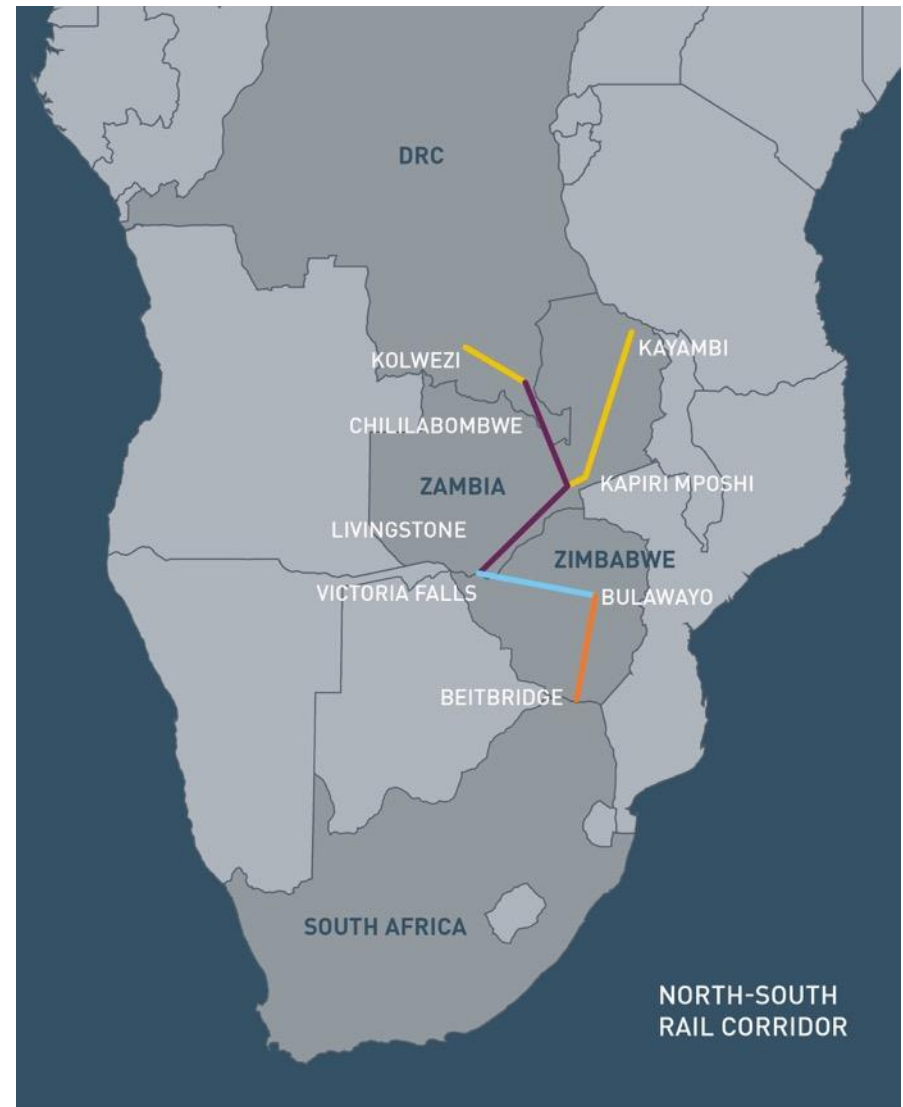 DRC
KOLWEZI
KAYAMBI
CHILILABOMBWE
ZAMBIA
KAPIRI MPOSHI
LIVINGSTONE
ZIMBABWE
VICTORIA FALLS
BULAWAYO
BEITBRIDGE
SOUTH AFRICA
NORTH-SOUTH
RAIL CORRIDOR